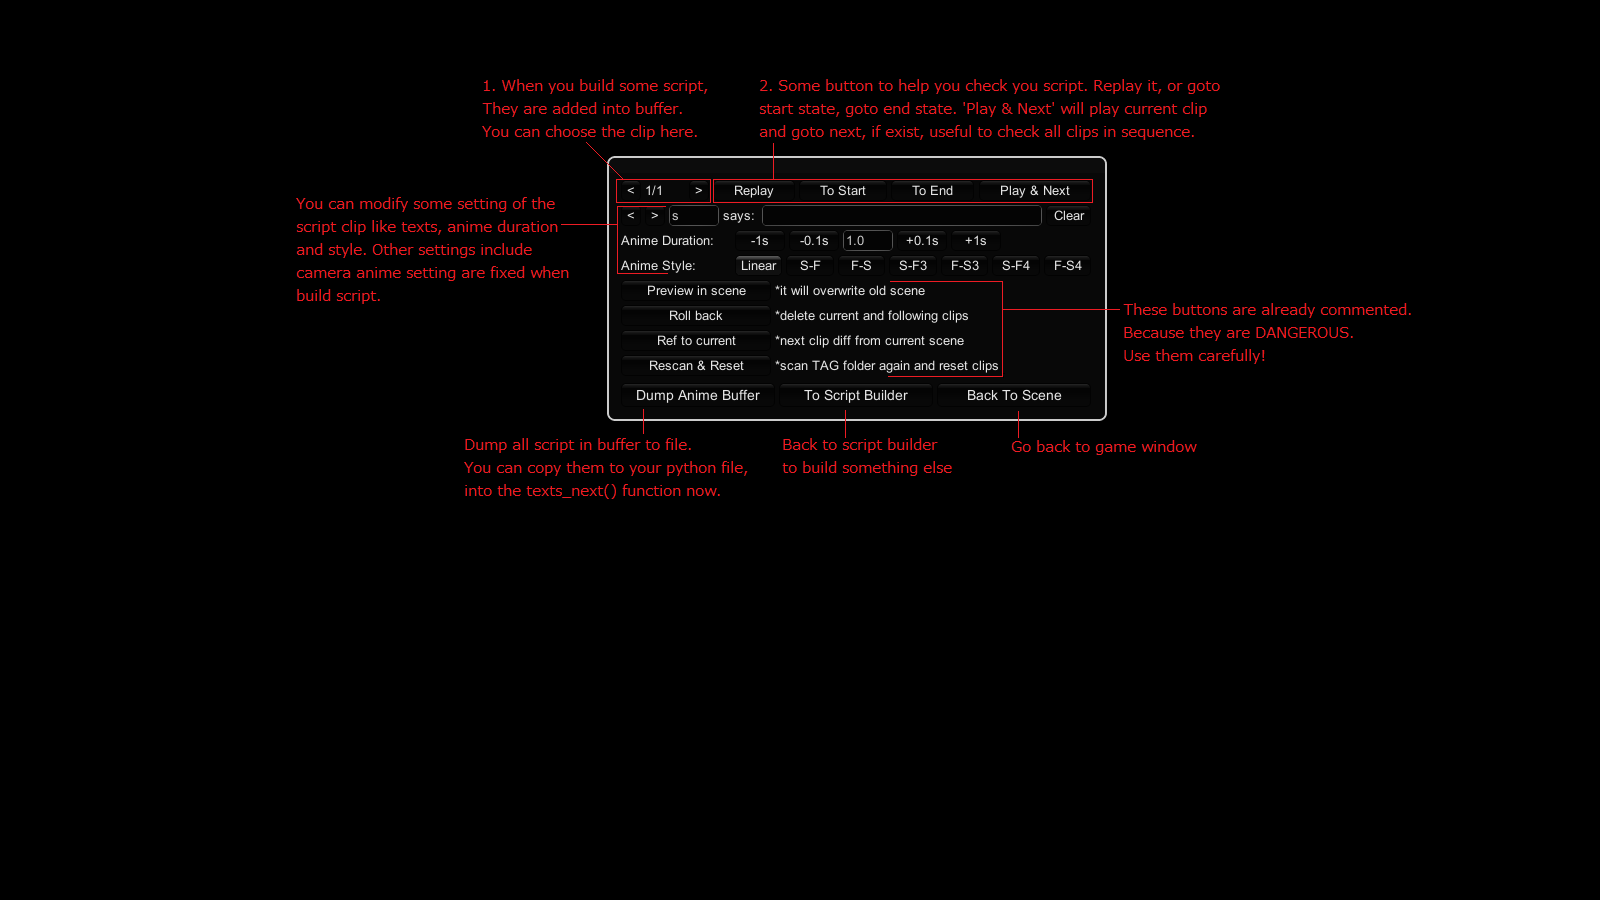 1. When you build some script,
They are added into buffer.
You can choose the clip here.
2. Some button to help you check you script. Replay it, or goto
start state, goto end state. 'Play & Next' will play current clip
and goto next, if exist, useful to check all clips in sequence.
< 1/1 > Replay To Start To End Play & Next
You can modify some setting of the
script clip like texts, anime duration
and style. Other settings include
camera anime setting are fixed when
build script.
< > s says: Clear
Anime Duration: -1s -0.1s 1.0 +0.1s +1s
Anime Style: Linear S-F F-S S-F3 F-S3 S-F4 F-S4
Preview in scene *it will overwrite old scene
Roll back *delete current and following clips
Ref to current *next clip diff from current scene
Rescan & Reset *scan TAG folder again and reset clips
These buttons are already commented.
Because they are DANGEROUS.
Use them carefully!
Dump Anime Buffer To Script Builder Back To Scene
Dump all script in buffer to file.
You can copy them to your python file,
into the texts_next() function now.
Back to script builder
to build something else
Go back to game window